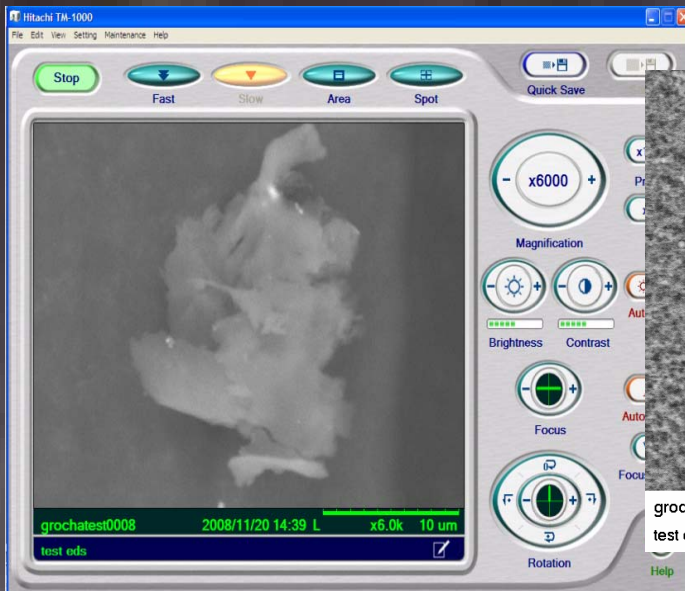 Hitachi TM-1000
File Edit View Setting Maintenance Help
Stop
Fast
Slow
Area
Spot
Quick Save
- x6000 +
Magnification
Brightness
Contrast
Focus
Rotation
grochatest0008 2008/11/20 14:39 L x6.0k 10 um
test eds
Help